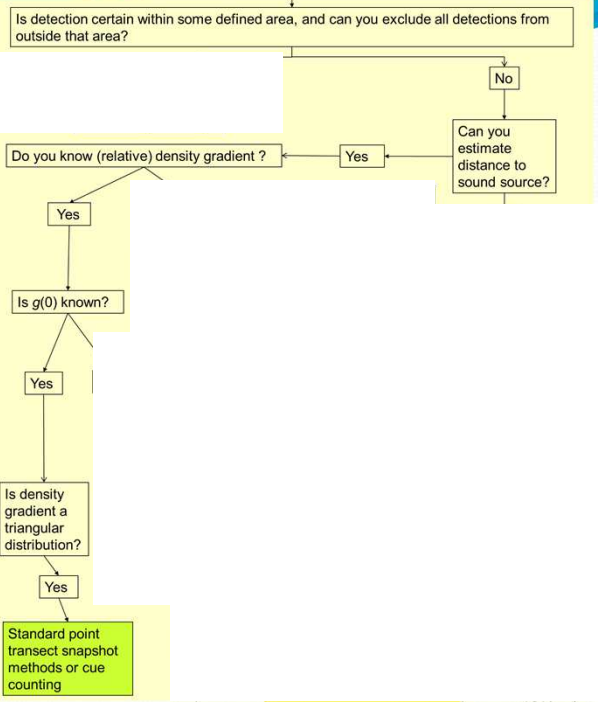 Is detection certain within some defined area, and can you exclude all detections from
outside that area?
No
Can you
estimate
distance to
sound source?
Yes
Do you know (relative) density gradient ?
Yes
Is g(0) known?
Yes
Is density
gradient a
triangular
distribution?
Yes
Standard point
transect snapshot
methods or cue
counting